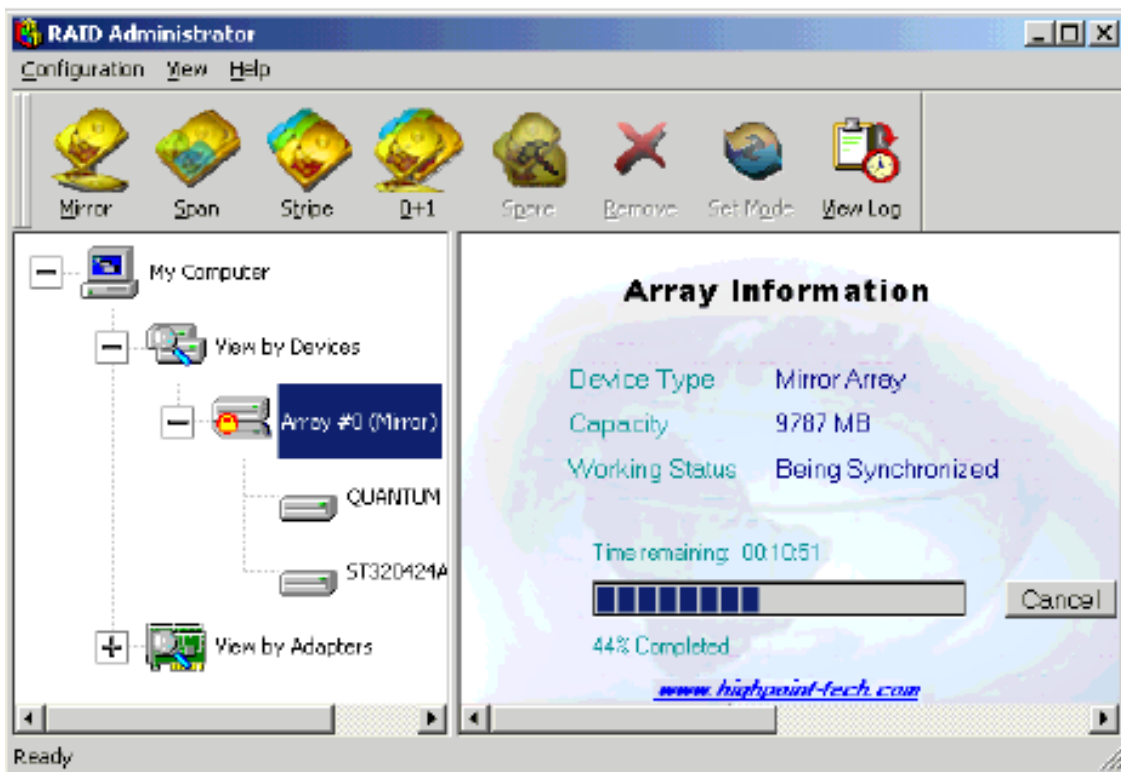 RAID Administrator
Configuration View Help
Mirror Span Stripe 0+1 Spare Remove Set Mode View Log
My Computer
View by Devices
Array #0 (Mirror)
QUANTUM
ST320424A
View by Adapters
Array Information
Device Type Mirror Array
Capacity 9787 MB
Working Status Being Synchronized
Time remaining: 00:10:51
Cancel
44% Completed
www.highpoint-tech.com
Ready